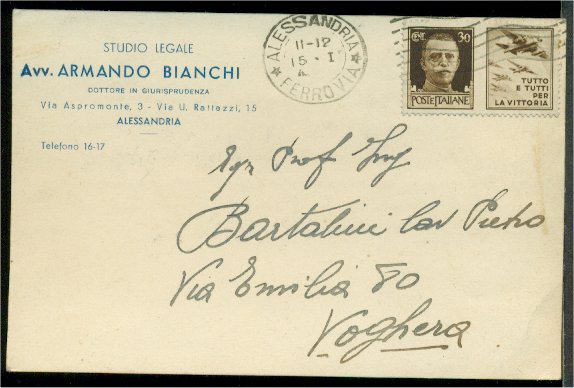 STUDIO LEGALE
Avv. ARMANDO BIANCHI
DOTTORE IN GIURISPRUDENZA
Via Aspromonte, 3 - Via U. Rattazzi, 15
ALESSANDRIA
Telefono 16-17
ALESSANDRIA
11-12
15 · I
FERROVIA
CENT. 30
POSTE ITALIANE
TUTTO
E TUTTI
PER
LA VITTORIA
Egr Prof Ing
Bartalini Cav Pietro
Via Emilia 80
Voghera